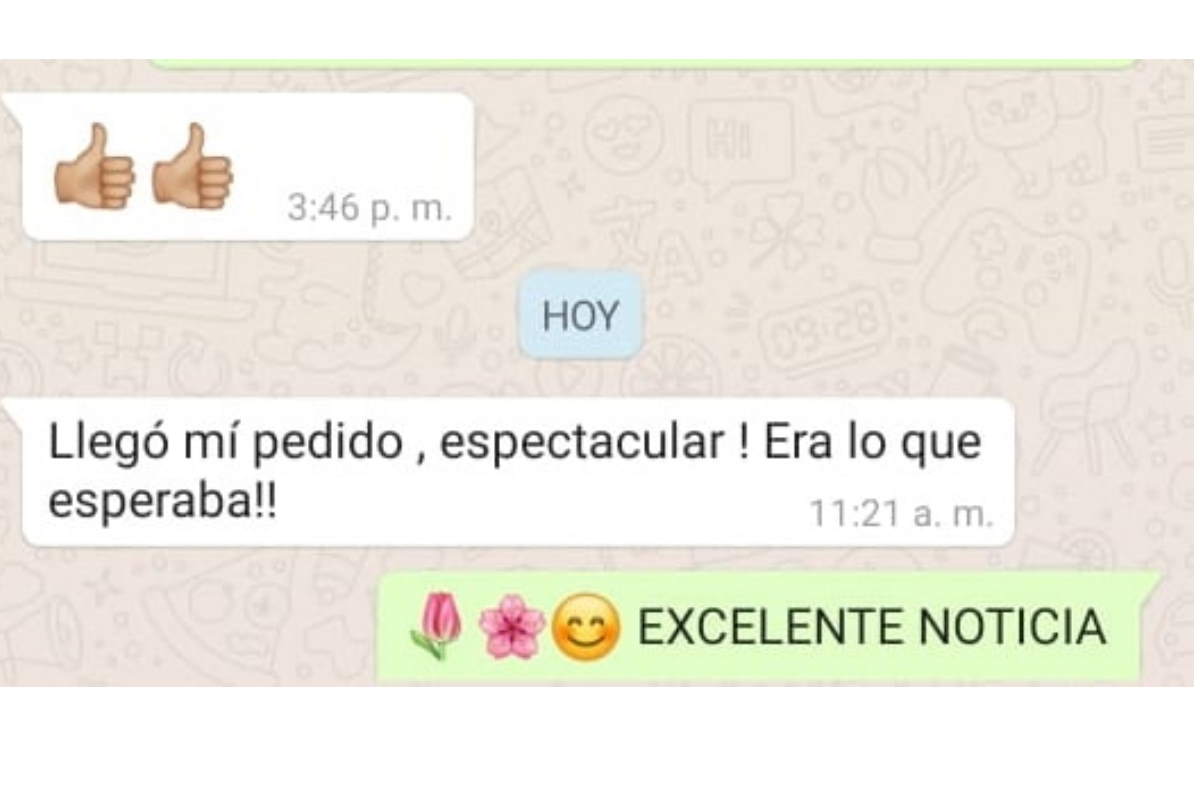 👍🏼👍🏼 3:46 p. m.
HOY
Llegó mí pedido , espectacular ! Era lo que
esperaba!!
11:21 a. m.
🌷🌸😊 EXCELENTE NOTICIA